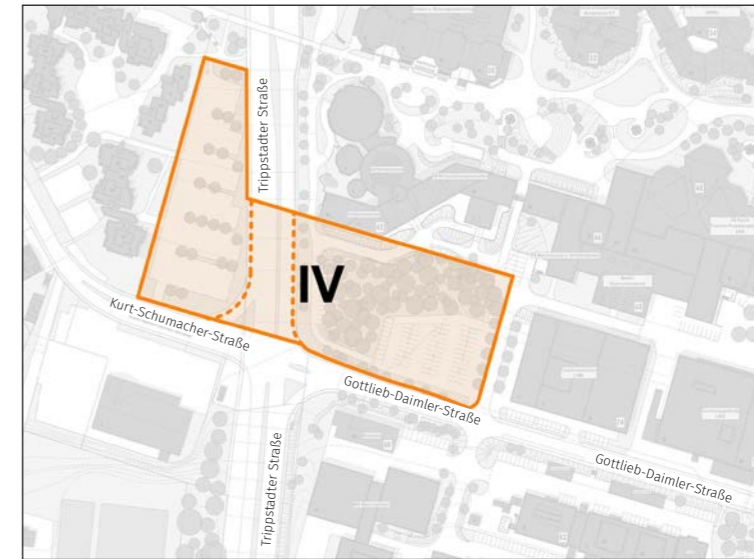 Trippstadter Straße
IV
Kurt-Schumacher-Straße
Gottlieb-Daimler-Straße
Gottlieb-Daimler-Straße
Trippstadter Straße